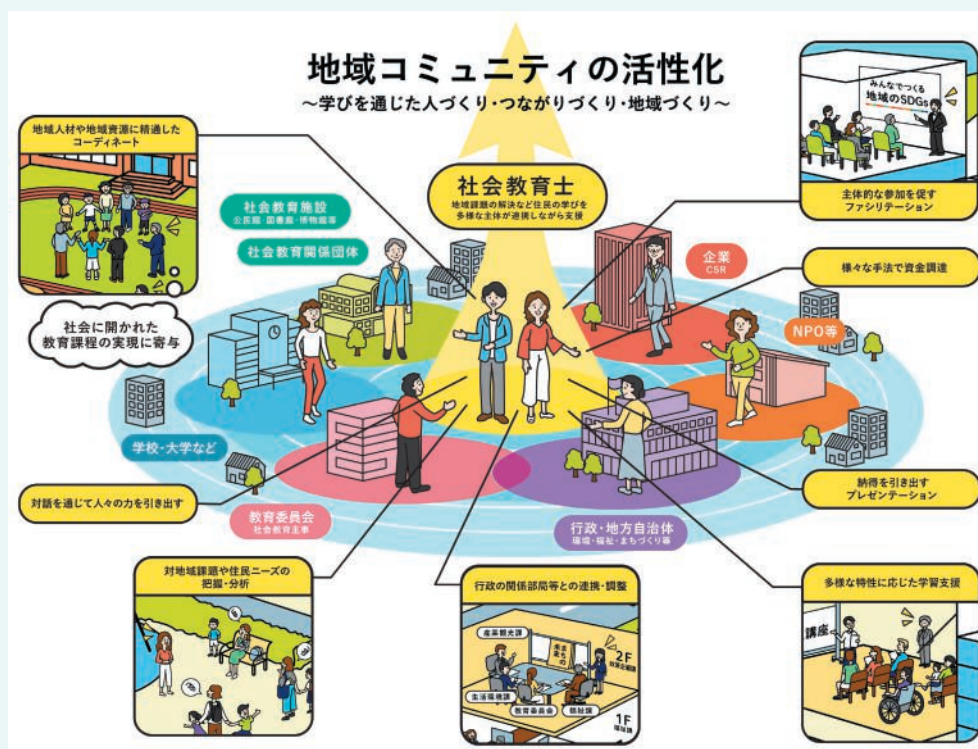 地域コミュニティの活性化
〜学びを通じた人づくり・つながりづくり・地域づくり〜
地域人材や地域資源に精通した
コーディネート
社会に開かれた
教育課程の実現に寄与
社会教育施設
公民館・図書館・博物館等
社会教育関係団体
社会教育士
地域課題の解決など住民の学びを
多様な主体が連携しながら支援
みんなでつくる
地域のSDGs
主体的な参加を促す
ファシリテーション
企業
CSR
様々な手法で資金調達
NPO等
学校・大学など
対話を通じて人々の力を引き出す
教育委員会
社会教育主事
行政・地方自治体
環境・福祉・まちづくり等
納得を引き出す
プレゼンテーション
対地域課題や住民ニーズの
把握・分析
行政の関係部局等との連携・調整
産業観光課
まちの
未来
2F
生活環境課
教育委員会
福祉課
1F
福祉課
多様な特性に応じた学習支援
講座